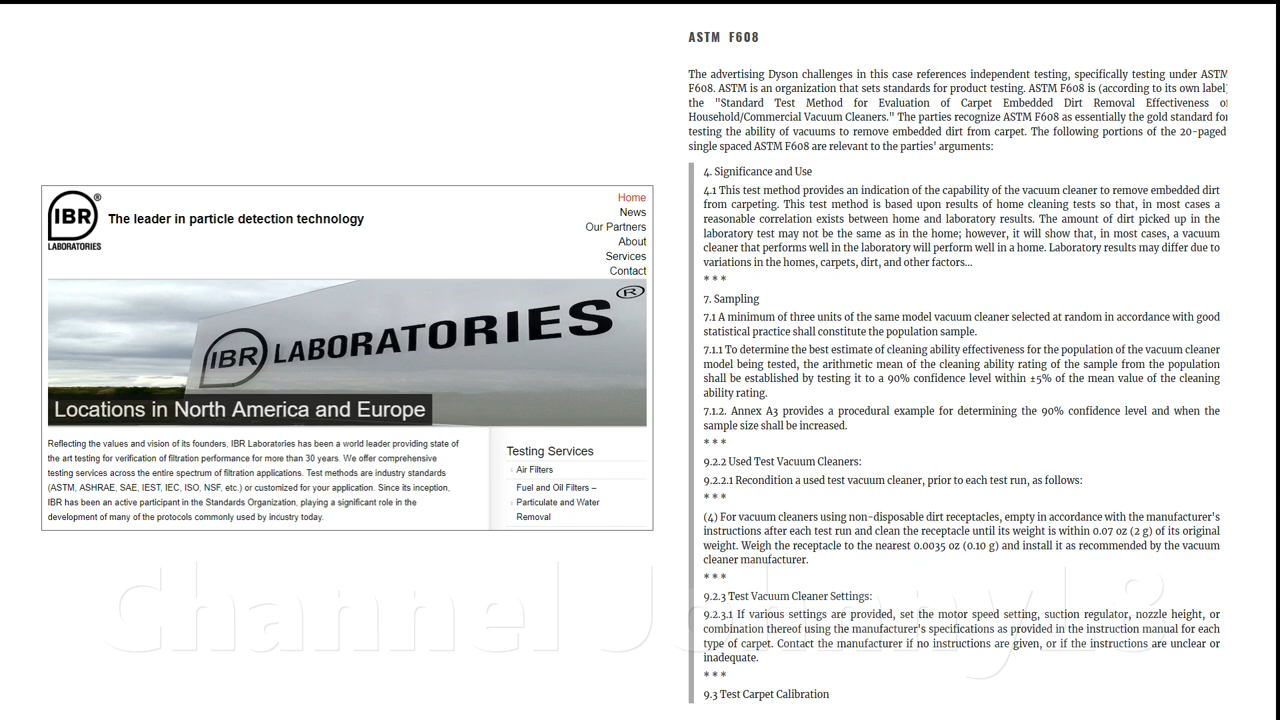 IBR
®
LABORATORIES
The leader in particle detection technology
Home
News
Our Partners
About
Services
Contact
IBR LABORATORIES ®
Locations in North America and Europe
Reflecting the values and vision of its founders, IBR Laboratories has been a world leader providing state of
the art testing for verification of filtration performance for more than 30 years. We offer comprehensive
testing services across the entire spectrum of filtration applications. Test methods are industry standards
(ASTM, ASHRAE, SAE, IEST, IEC, ISO, NSF, etc.) or customized for your application. Since its inception,
IBR has been an active participant in the Standards Organization, playing a significant role in the
development of many of the protocols commonly used by industry today.
Testing Services
Air Filters
Fuel and Oil Filters –
Particulate and Water
Removal
ASTM F608
The advertising Dyson challenges in this case references independent testing, specifically testing under ASTM
F608. ASTM is an organization that sets standards for product testing. ASTM F608 is (according to its own label)
the "Standard Test Method for Evaluation of Carpet Embedded Dirt Removal Effectiveness of
Household/Commercial Vacuum Cleaners." The parties recognize ASTM F608 as essentially the gold standard for
testing the ability of vacuums to remove embedded dirt from carpet. The following portions of the 20-paged
single spaced ASTM F608 are relevant to the parties' arguments:
4. Significance and Use
4.1 This test method provides an indication of the capability of the vacuum cleaner to remove embedded dirt
from carpeting. This test method is based upon results of home cleaning tests so that, in most cases a
reasonable correlation exists between home and laboratory results. The amount of dirt picked up in the
laboratory test may not be the same as in the home; however, it will show that, in most cases, a vacuum
cleaner that performs well in the laboratory will perform well in a home. Laboratory results may differ due to
variations in the homes, carpets, dirt, and other factors...
* * *
7. Sampling
7.1 A minimum of three units of the same model vacuum cleaner selected at random in accordance with good
statistical practice shall constitute the population sample.
7.1.1 To determine the best estimate of cleaning ability effectiveness for the population of the vacuum cleaner
model being tested, the arithmetic mean of the cleaning ability rating of the sample from the population
shall be established by testing it to a 90% confidence level within ±5% of the mean value of the cleaning
ability rating.
7.1.2. Annex A3 provides a procedural example for determining the 90% confidence level and when the
sample size shall be increased.
* * *
9.2.2 Used Test Vacuum Cleaners:
9.2.2.1 Recondition a used test vacuum cleaner, prior to each test run, as follows:
* * *
(4) For vacuum cleaners using non-disposable dirt receptacles, empty in accordance with the manufacturer's
instructions after each test run and clean the receptacle until its weight is within 0.07 oz (2 g) of its original
weight. Weigh the receptacle to the nearest 0.0035 oz (0.10 g) and install it as recommended by the vacuum
cleaner manufacturer.
* * *
9.2.3 Test Vacuum Cleaner Settings:
9.2.3.1 If various settings are provided, set the motor speed setting, suction regulator, nozzle height, or
combination thereof using the manufacturer's specifications as provided in the instruction manual for each
type of carpet. Contact the manufacturer if no instructions are given, or if the instructions are unclear or
inadequate.
* * *
9.3 Test Carpet Calibration
Channel Johnny18